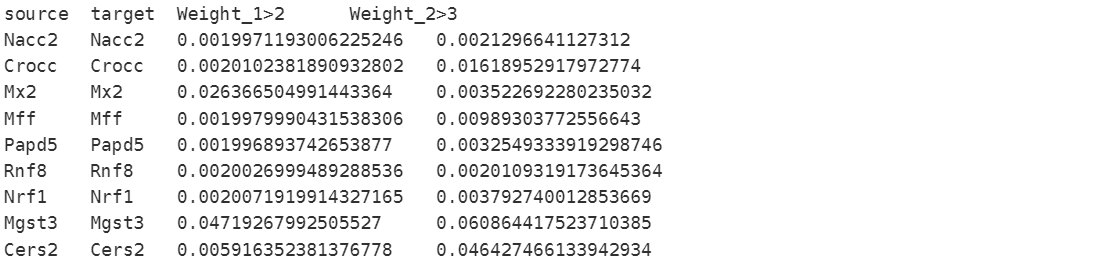 source target Weight_1>2 Weight_2>3
Nacc2 Nacc2 0.0019971193006225246 0.0021296641127312
Crocc Crocc 0.0020102381890932802 0.01618952917972774
Mx2 Mx2 0.026366504991443364 0.003522692280235032
Mff Mff 0.0019979990431538306 0.00989303772556643
Papd5 Papd5 0.001996893742653877 0.0032549333919298746
Rnf8 Rnf8 0.0020026999489288536 0.0020109319173645364
Nrf1 Nrf1 0.0020071919914327165 0.003792740012853669
Mgst3 Mgst3 0.04719267992505527 0.060864417523710385
Cers2 Cers2 0.005916352381376778 0.046427466133942934